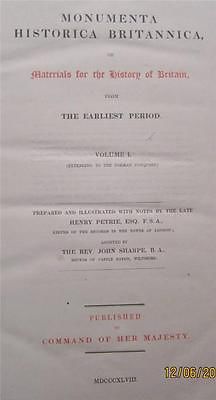 MONUMENTA
HISTORICA BRITANNICA,
OR
Materials for the History of Britain,
FROM
THE EARLIEST PERIOD.
VOLUME I.
(EXTENDING TO THE NORMAN CONQUEST)
PREPARED AND ILLUSTRATED WITH NOTES BY THE LATE
HENRY PETRIE, ESQ. F.S.A.,
KEEPER OF THE RECORDS IN THE TOWER OF LONDON;
ASSISTED BY
THE REV. JOHN SHARPE, B.A.,
RECTOR OF CASTLE EATON, WILTSHIRE.
PUBLISHED
BY
COMMAND OF HER MAJESTY.
MDCCCXLVIII.
12/06/20